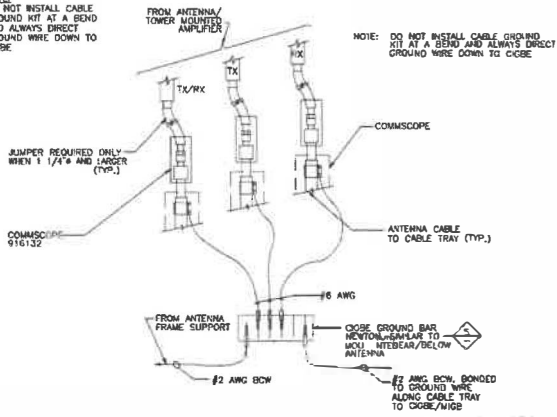 NOT INSTALL CABLE
GROUND KIT AT A BEND
ALWAYS DIRECT
GROUND WIRE DOWN TO
FROM ANTENNA/
TOWER MOUNTED
AMPLIFIER
NOTE: DO NOT INSTALL CABLE GROUND
KIT AT A BEND AND ALWAYS DIRECT
GROUND WIRE DOWN TO CIGBE
TX/RX
TX
RX
JUMPER REQUIRED ONLY
WHEN 1 1/4"ø AND LARGER
(TYP.)
COMMSCOPE
COMMSCOPE
916132
ANTENNA CABLE
TO CABLE TRAY (TYP.)
#6 AWG
FROM ANTENNA
FRAME SUPPORT
CIGBE GROUND BAR
SIMILAR TO
ANTENNA
#2 AWG BCW
#2 AWG BCW, BONDED
TO GROUND WIRE
ALONG CABLE TRAY
TO CIGBE/MIGB